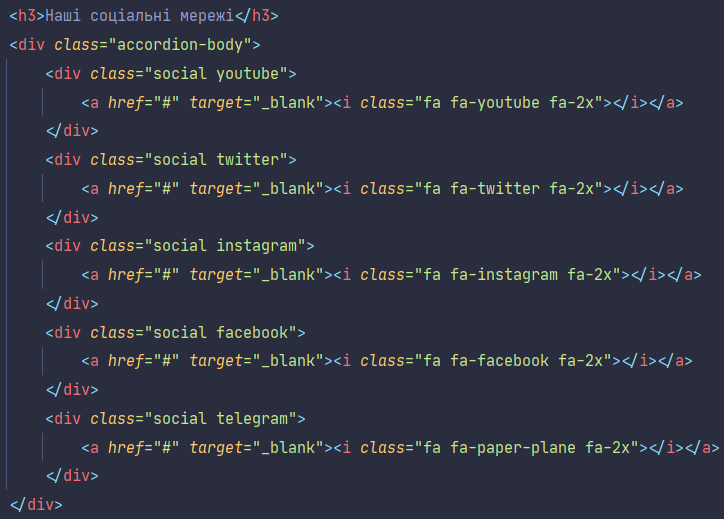 <h3>Наші соціальні мережі</h3>
<div class="accordion-body">
    <div class="social youtube">
        <a href="#" target="_blank"><i class="fa fa-youtube fa-2x"></i></a>
    </div>
    <div class="social twitter">
        <a href="#" target="_blank"><i class="fa fa-twitter fa-2x"></i></a>
    </div>
    <div class="social instagram">
        <a href="#" target="_blank"><i class="fa fa-instagram fa-2x"></i></a>
    </div>
    <div class="social facebook">
        <a href="#" target="_blank"><i class="fa fa-facebook fa-2x"></i></a>
    </div>
    <div class="social telegram">
        <a href="#" target="_blank"><i class="fa fa-paper-plane fa-2x"></i></a>
    </div>
</div>